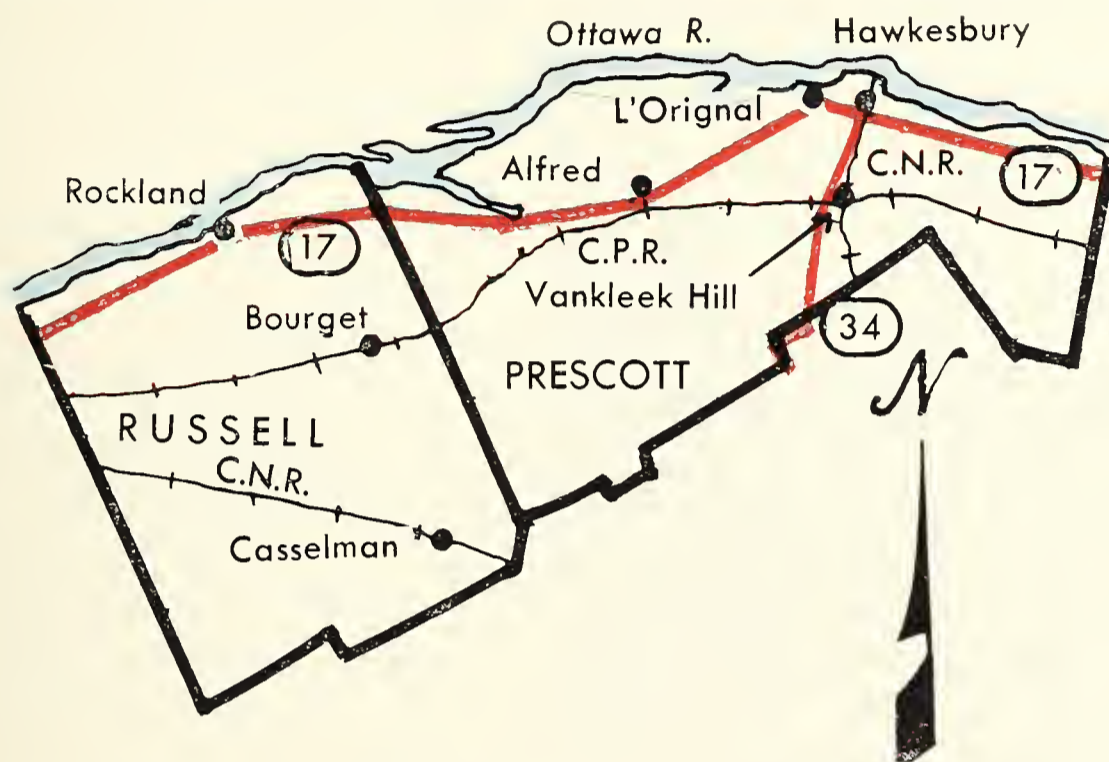 Ottawa R.
Hawkesbury
L'Orignal
Alfred
C.N.R.
17
Rockland
17
C.P.R.
Vankleek Hill
Bourget
34
PRESCOTT
N
RUSSELL
C.N.R.
Casselman